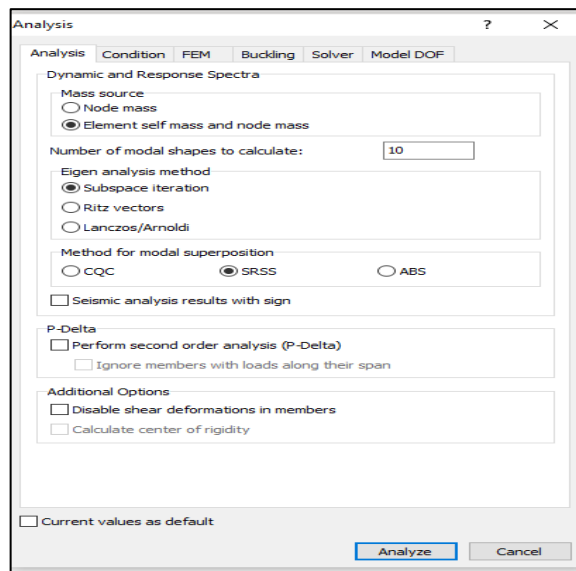 Analysis ?
Analysis Condition FEM Buckling Solver Model DOF
Dynamic and Response Spectra
Mass source
Node mass
Element self mass and node mass
Number of modal shapes to calculate: 10
Eigen analysis method
Subspace iteration
Ritz vectors
Lanczos/Arnoldi
Method for modal superposition
CQC SRSS ABS
Seismic analysis results with sign
P-Delta
Perform second order analysis (P-Delta)
Ignore members with loads along their span
Additional Options
Disable shear deformations in members
Calculate center of rigidity
Current values as default
Analyze Cancel